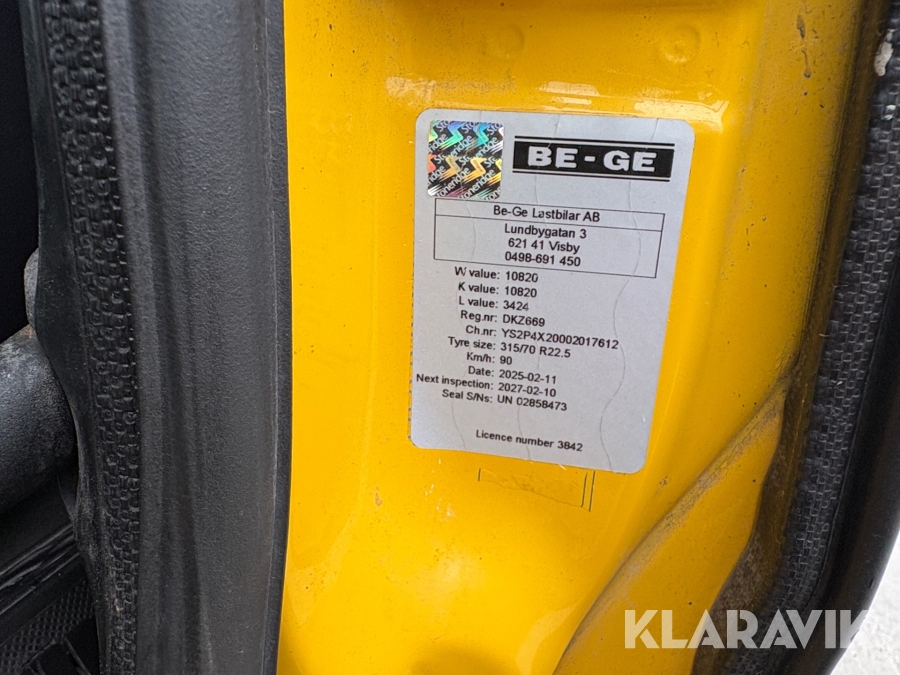 Stoneridge
BE-GE
Be-Ge Lastbilar AB
Lundbygatan 3
621 41 Visby
0498-691 450
W value: 10820
K value: 10820
L value: 3424
Reg.nr: DKZ669
Ch.nr: YS2P4X20002017612
Tyre size: 315/70 R22.5
Km/h: 90
Date: 2025-02-11
Next inspection: 2027-02-10
Seal S/Ns: UN 02858473
Licence number 3842
KLARAVIK